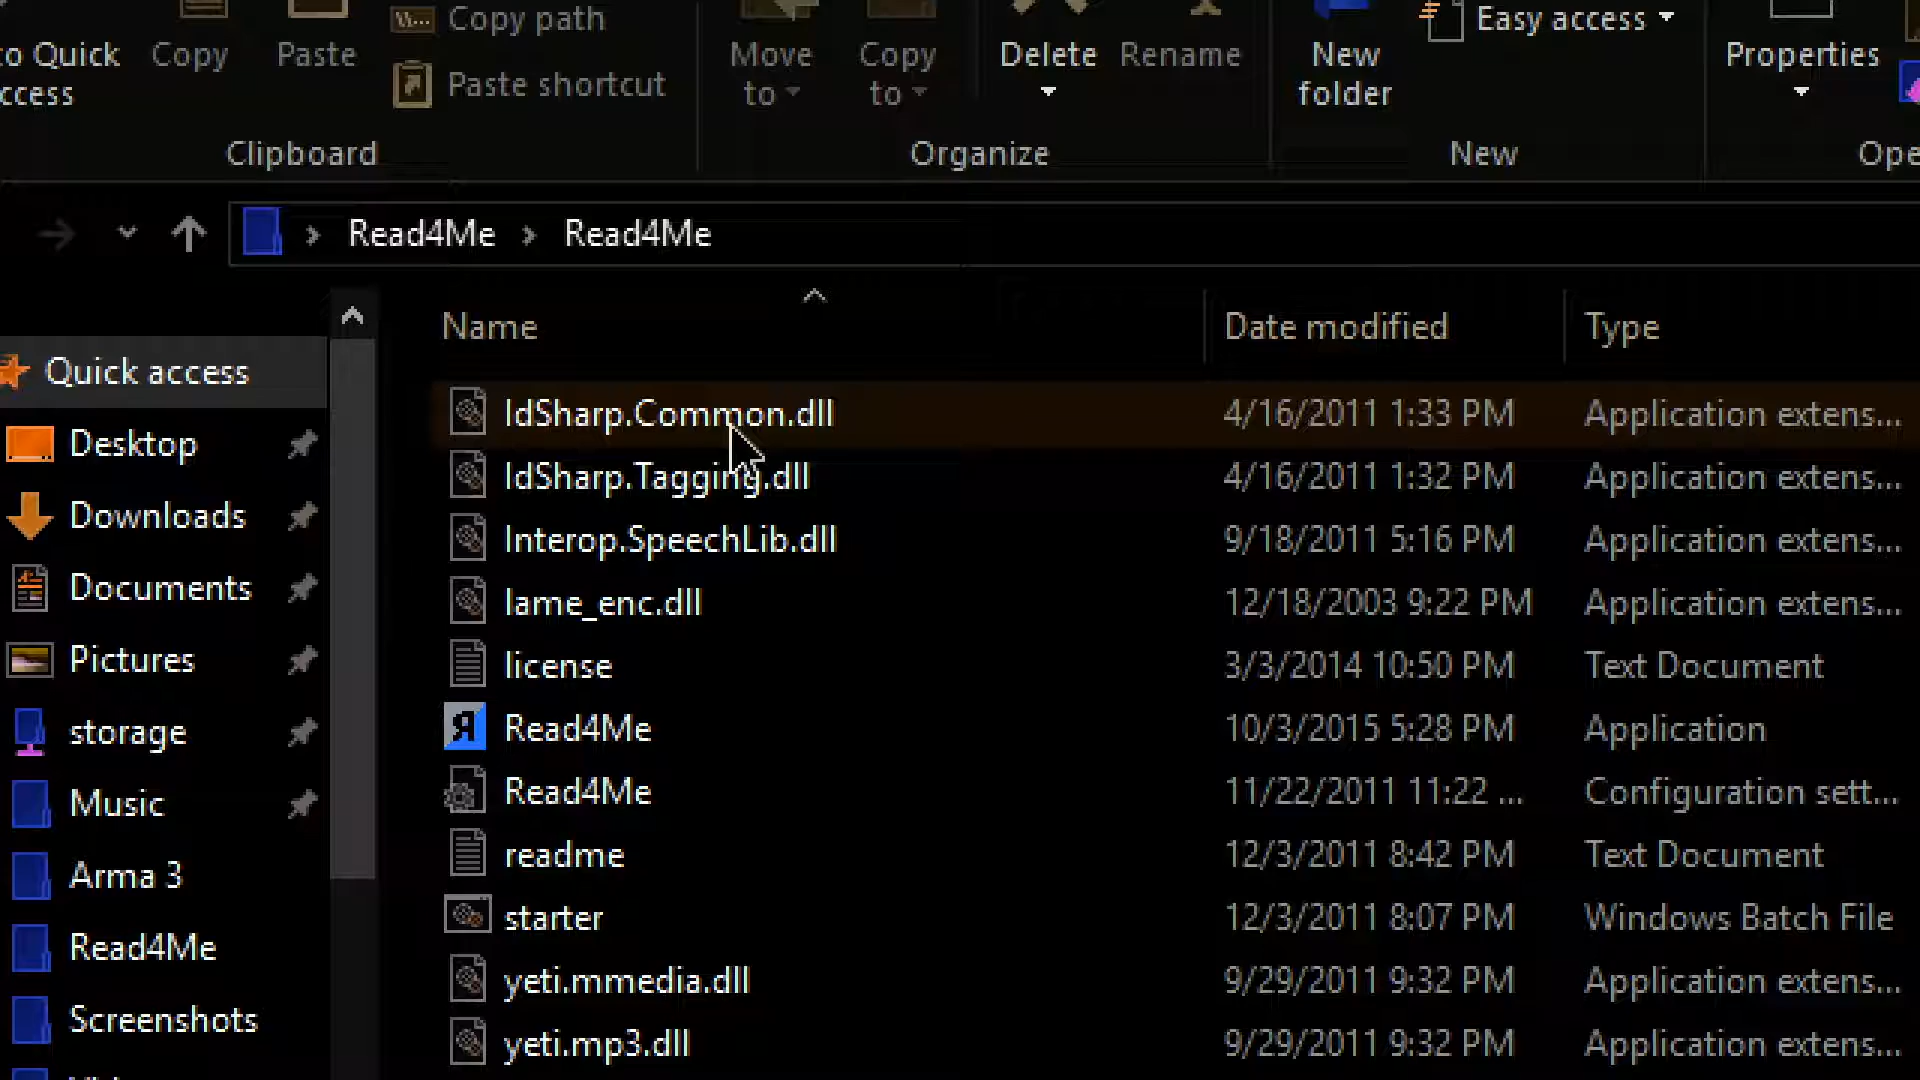 to Quick
access
Copy
Paste
Copy path
Paste shortcut
Clipboard
Move
to
Copy
to
Delete
Rename
Organize
New
folder
Easy access
New
Properties
Ope
Read4Me
Read4Me
Name
Date modified
Type
Quick access
Desktop
Downloads
Documents
Pictures
storage
Music
Arma 3
Read4Me
Screenshots
IdSharp.Common.dll 4/16/2011 1:33 PM Application extens...
IdSharp.Tagging.dll 4/16/2011 1:32 PM Application extens...
Interop.SpeechLib.dll 9/18/2011 5:16 PM Application extens...
lame_enc.dll 12/18/2003 9:22 PM Application extens...
license 3/3/2014 10:50 PM Text Document
Read4Me 10/3/2015 5:28 PM Application
Read4Me 11/22/2011 11:22 ... Configuration sett...
readme 12/3/2011 8:42 PM Text Document
starter 12/3/2011 8:07 PM Windows Batch File
yeti.mmedia.dll 9/29/2011 9:32 PM Application extens...
yeti.mp3.dll 9/29/2011 9:32 PM Application extens...